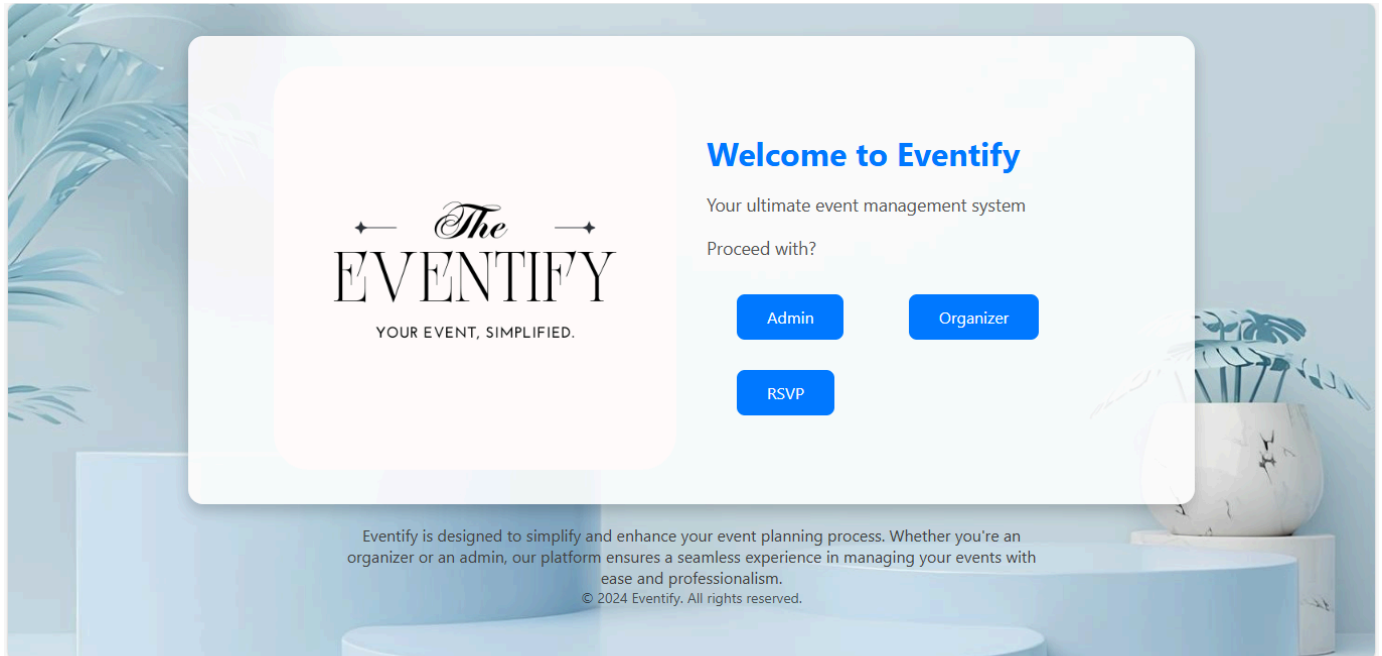 The
EVENTIFY
YOUR EVENT, SIMPLIFIED.
Welcome to Eventify
Your ultimate event management system
Proceed with?
Admin
Organizer
RSVP
Eventify is designed to simplify and enhance your event planning process. Whether you're an
organizer or an admin, our platform ensures a seamless experience in managing your events with
ease and professionalism.
© 2024 Eventify. All rights reserved.